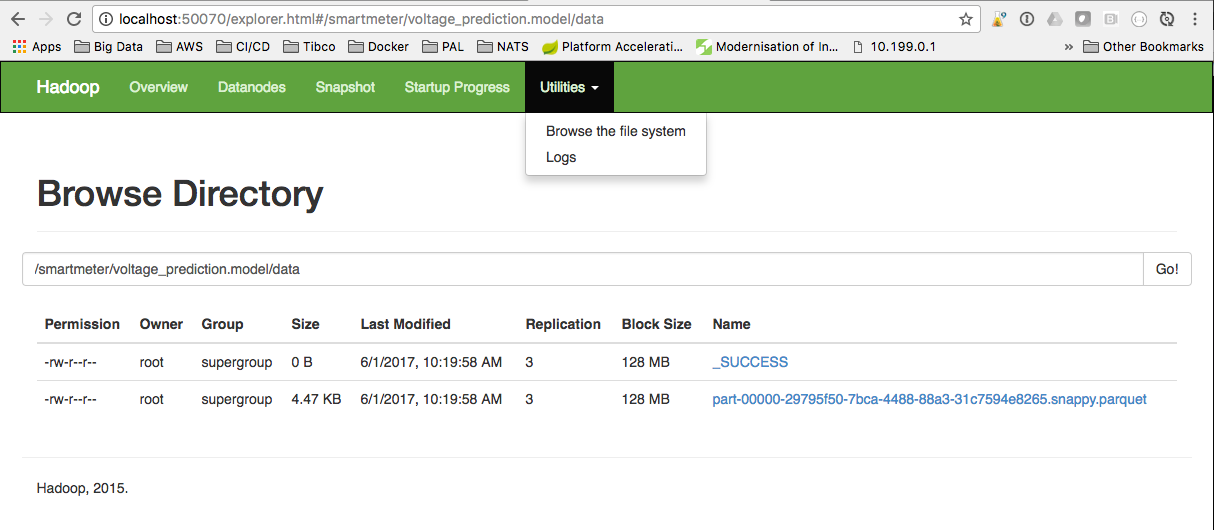 localhost:50070/explorer.html#/smartmeter/voltage_prediction.model/data
Apps Big Data AWS CI/CD Tibco Docker PAL NATS Platform Accelerati... Modernisation of In... 10.199.0.1 » Other Bookmarks
Hadoop Overview Datanodes Snapshot Startup Progress Utilities
Browse the file system
Logs
Browse Directory
/smartmeter/voltage_prediction.model/data Go!
Permission Owner Group Size Last Modified Replication Block Size Name
-rw-r--r-- root supergroup 0 B 6/1/2017, 10:19:58 AM 3 128 MB _SUCCESS
-rw-r--r-- root supergroup 4.47 KB 6/1/2017, 10:19:58 AM 3 128 MB part-00000-29795f50-7bca-4488-88a3-31c7594e8265.snappy.parquet
Hadoop, 2015.